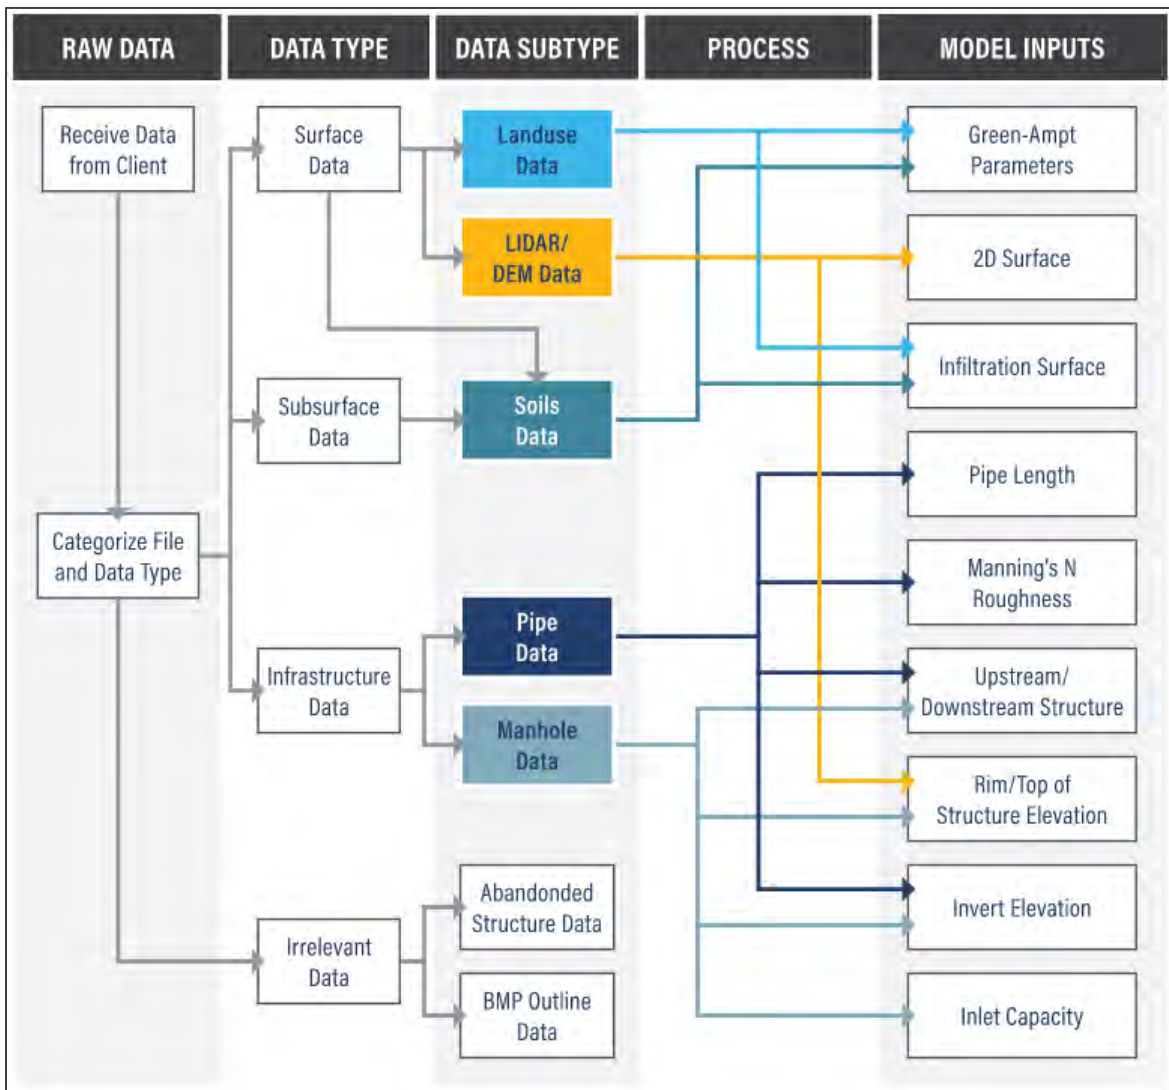 RAW DATA
DATA TYPE
DATA SUBTYPE
PROCESS
MODEL INPUTS
Receive Data
from Client
Categorize File
and Data Type
Surface
Data
Subsurface
Data
Infrastructure
Data
Irrelevant
Data
Landuse
Data
LIDAR/
DEM Data
Soils
Data
Pipe
Data
Manhole
Data
Abandonded
Structure Data
BMP Outline
Data
Green-Ampt
Parameters
2D Surface
Infiltration Surface
Pipe Length
Manning's N
Roughness
Upstream/
Downstream Structure
Rim/Top of
Structure Elevation
Invert Elevation
Inlet Capacity